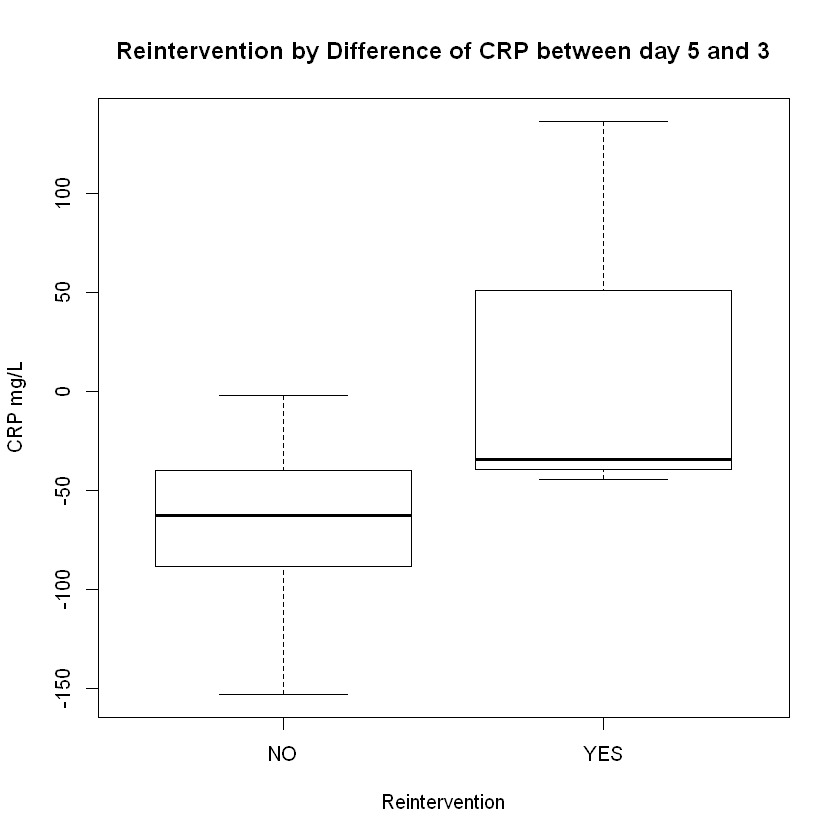 Reintervention by Difference of CRP between day 5 and 3
CRP mg/L
100
50
0
-50
-100
-150
NO
YES
Reintervention